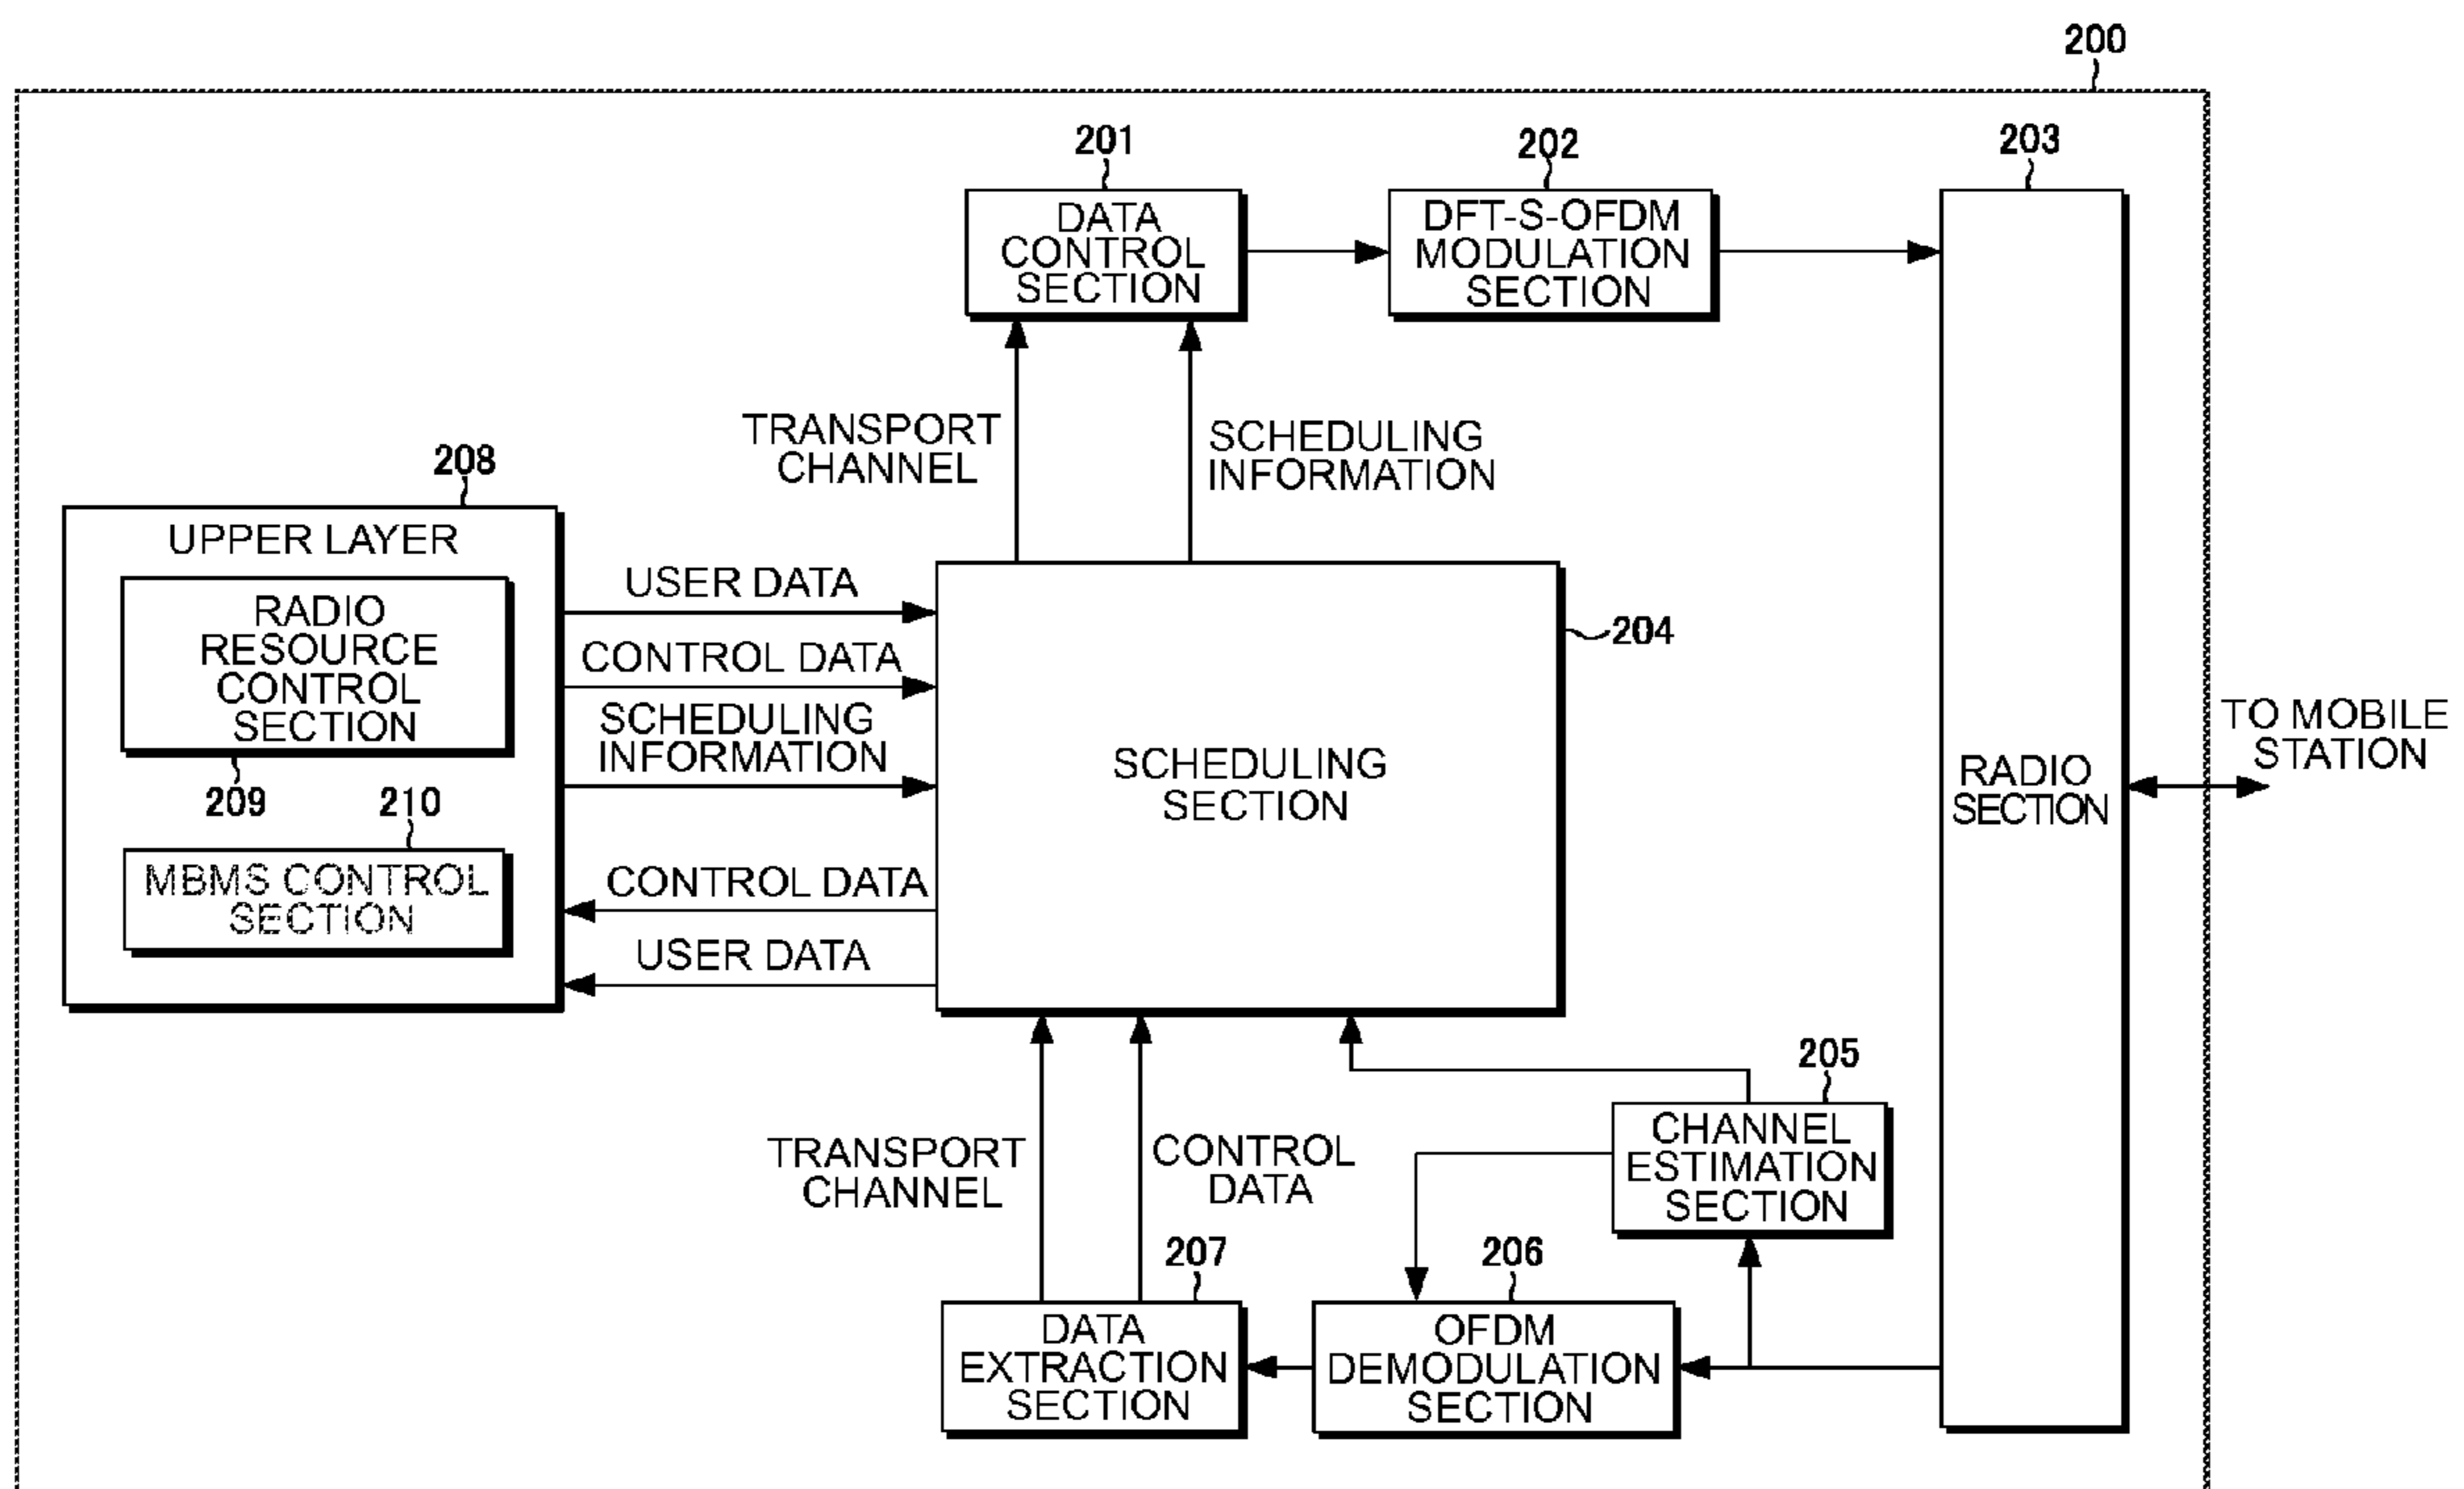 200
201
202
203
DATA
CONTROL
SECTION
DFT-S-OFDM
MODULATION
SECTION
TRANSPORT
CHANNEL
SCHEDULING
INFORMATION
208
UPPER LAYER
RADIO
RESOURCE
CONTROL
SECTION
209
210
MBMS CONTROL
SECTION
USER DATA
CONTROL DATA
SCHEDULING
INFORMATION
CONTROL DATA
USER DATA
SCHEDULING
SECTION
204
RADIO
SECTION
TO MOBILE
STATION
205
CHANNEL
ESTIMATION
SECTION
TRANSPORT
CHANNEL
CONTROL
DATA
207
206
DATA
EXTRACTION
SECTION
OFDM
DEMODULATION
SECTION